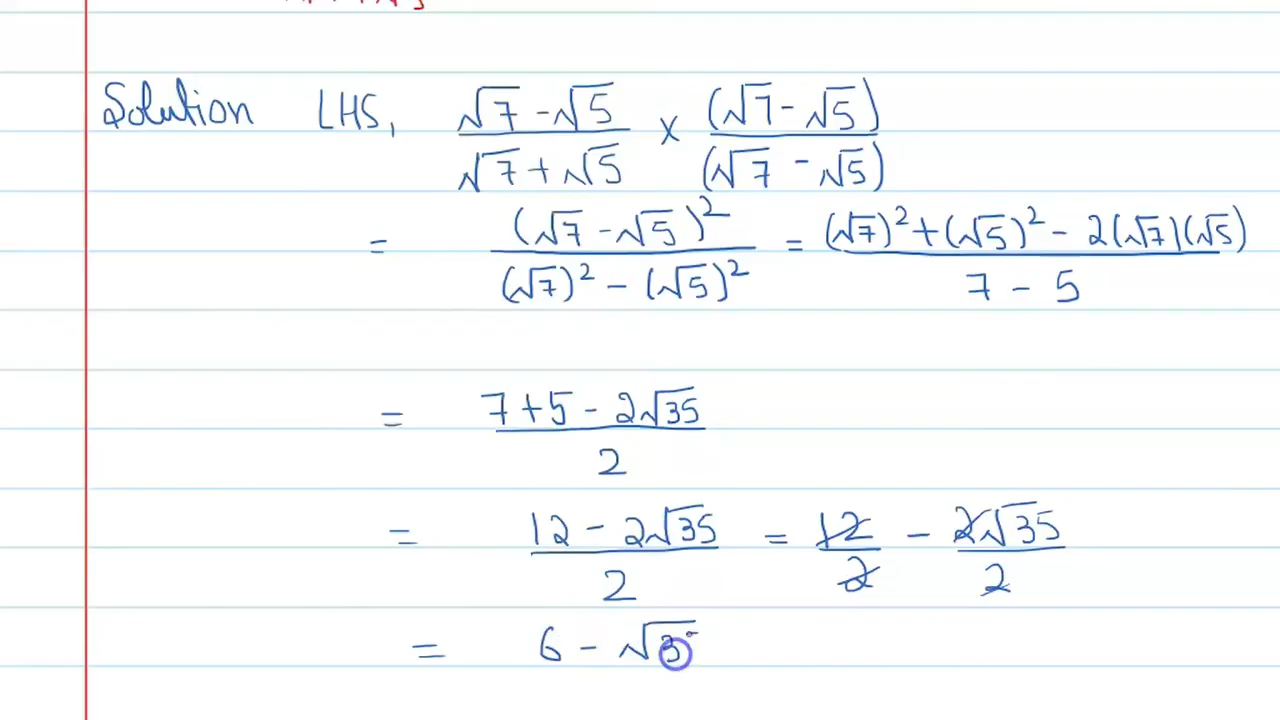 Solution LHS, (√7 - √5)/(√7 + √5) × (√7 - √5)/(√7 - √5)
= (√7 - √5)²/((√7)² - (√5)²) = ((√7)² + (√5)² - 2(√7)(√5))/(7 - 5)
= (7 + 5 - 2√35)/2
= (12 - 2√35)/2 = 12/2 - 2√35/2
= 6 - √3